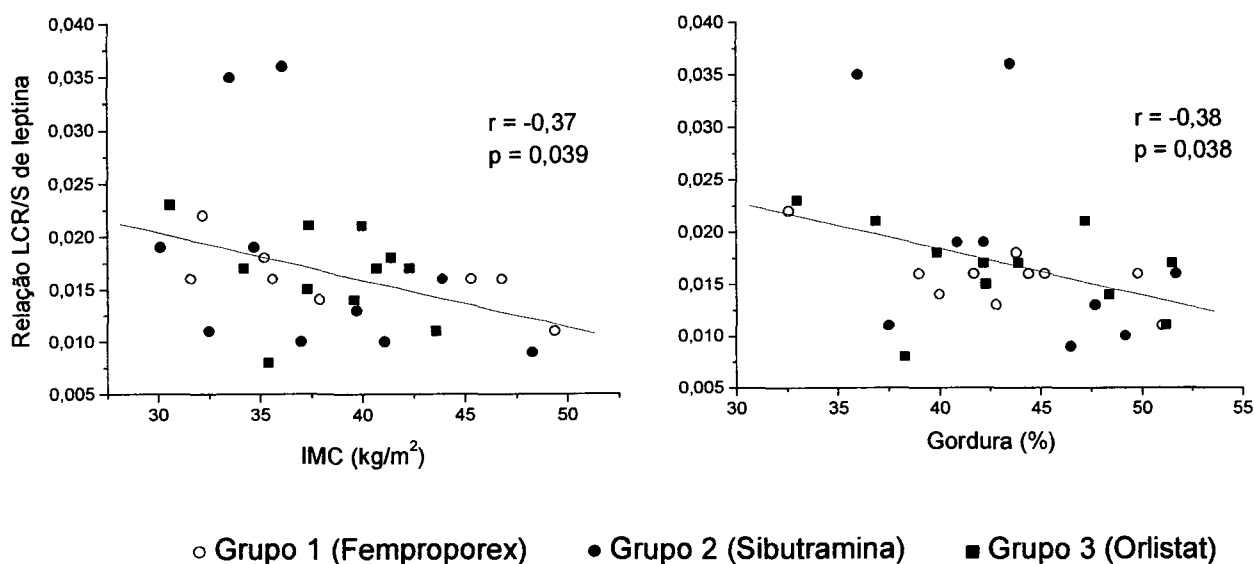 Relação LCR/S de leptina
0,040
0,035
0,030
0,025
0,020
0,015
0,010
0,005
r = -0,37
p = 0,039
30 35 40 45 50
IMC (kg/m²)
0,040
0,035
0,030
0,025
0,020
0,015
0,010
0,005
r = -0,38
p = 0,038
30 35 40 45 50 55
Gordura (%)
Grupo 1 (Femproporex) Grupo 2 (Sibutramina) Grupo 3 (Orlistat)